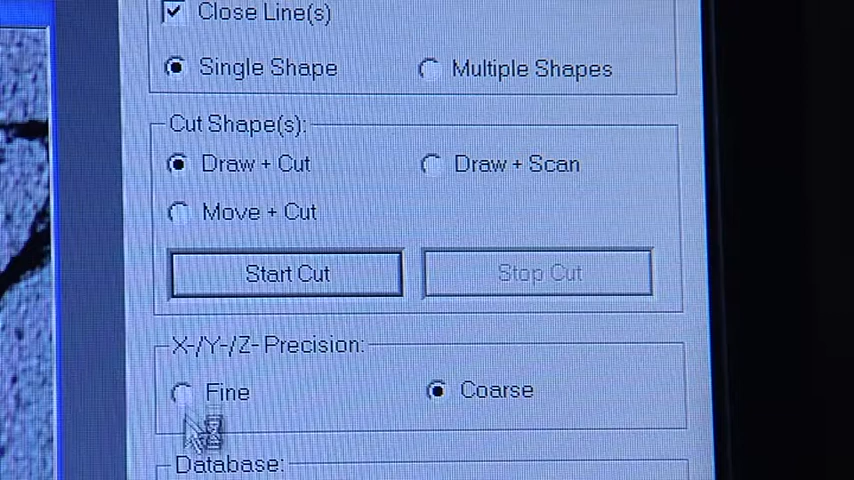 Close Line(s)
Single Shape Multiple Shapes
Cut Shape(s):
Draw + Cut Draw + Scan
Move + Cut
Start Cut Stop Cut
X-/Y-/Z- Precision:
Fine Coarse
Database: